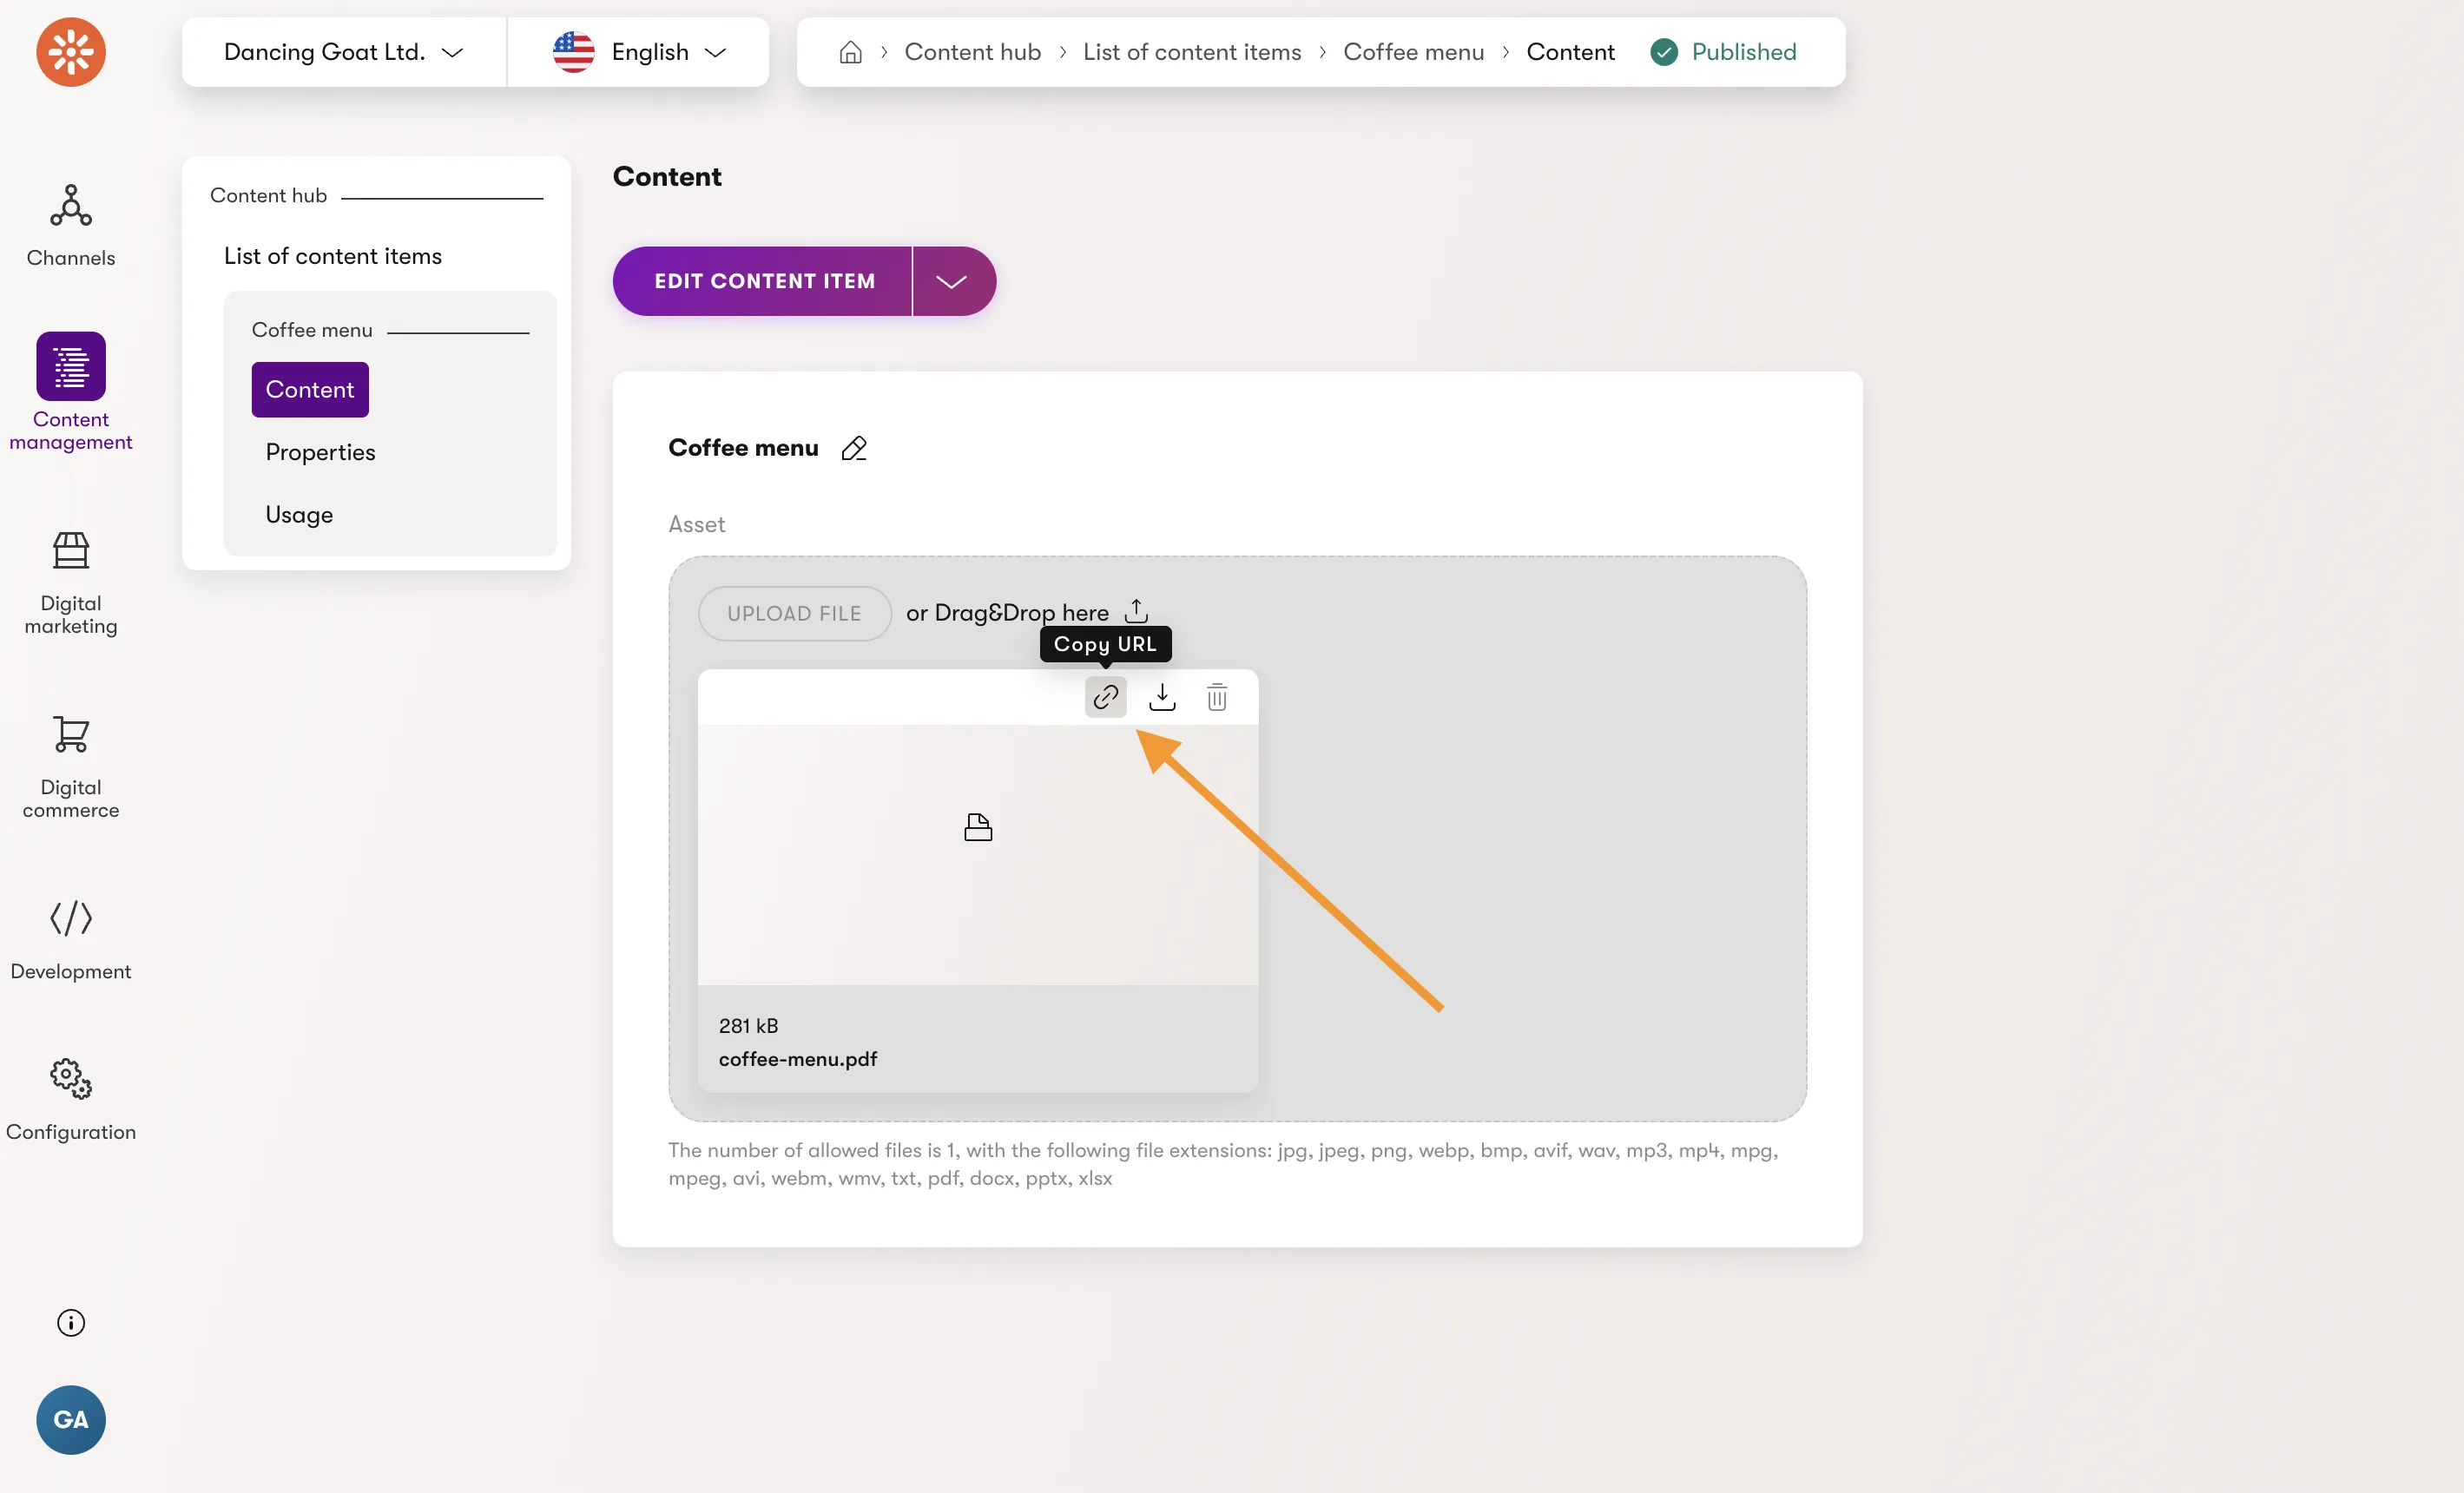 Dancing Goat Ltd.
English
Content hub
List of content items
Coffee menu
Content
Published
Channels
Content
management
Digital
marketing
Digital
commerce
Development
Configuration
GA
Content hub
List of content items
Coffee menu
Content
Properties
Usage
Content
EDIT CONTENT ITEM
Coffee menu
Asset
UPLOAD FILE
or Drag&Drop here
Copy URL
281 kB
coffee-menu.pdf
The number of allowed files is 1, with the following file extensions: jpg, jpeg, png, webp, bmp, avif, wav, mp3, mp4, mpg,
mpeg, avi, webm, wmv, txt, pdf, docx, pptx, xlsx